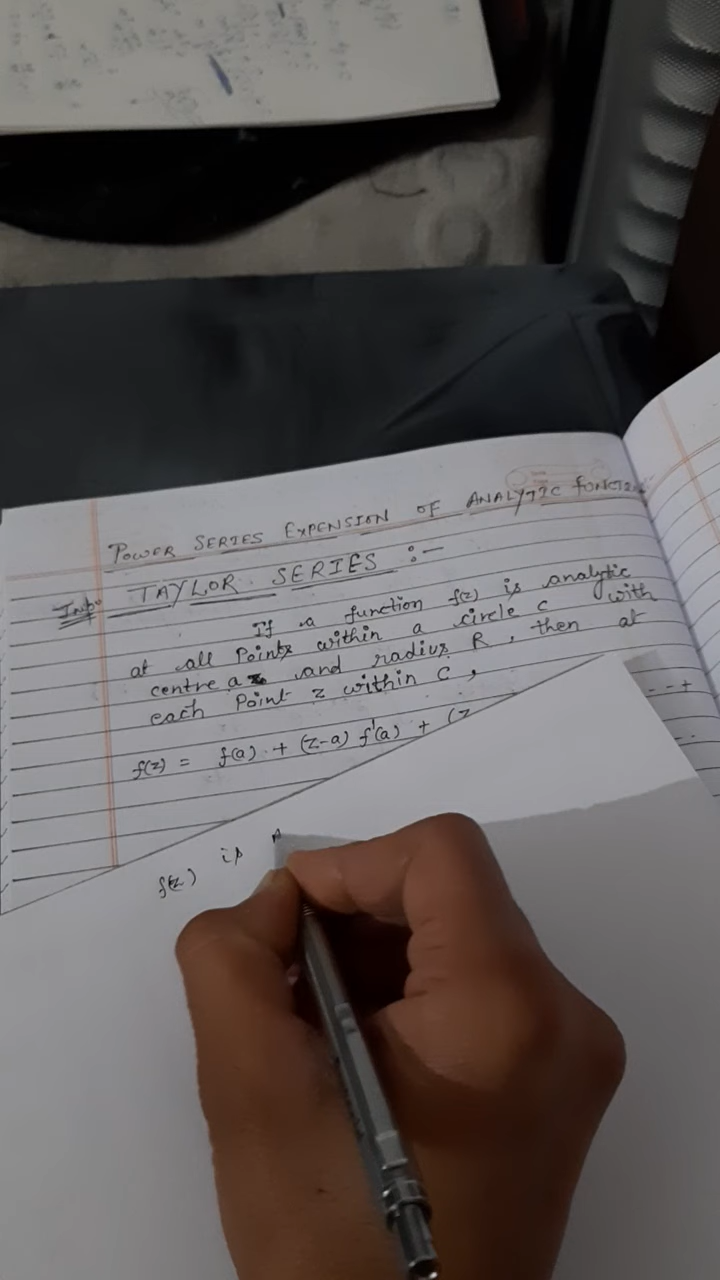 POWER SERIES EXPENSION OF ANALYTIC FUNCTION
Imp. TAYLOR SERIES :-
If a function f(z) is analytic
at all Points within a circle C with
centre a and radius R, then at
each Point z within C,
f(z) = f(a) + (z-a) f'(a) + (z
--+
f(z) is A